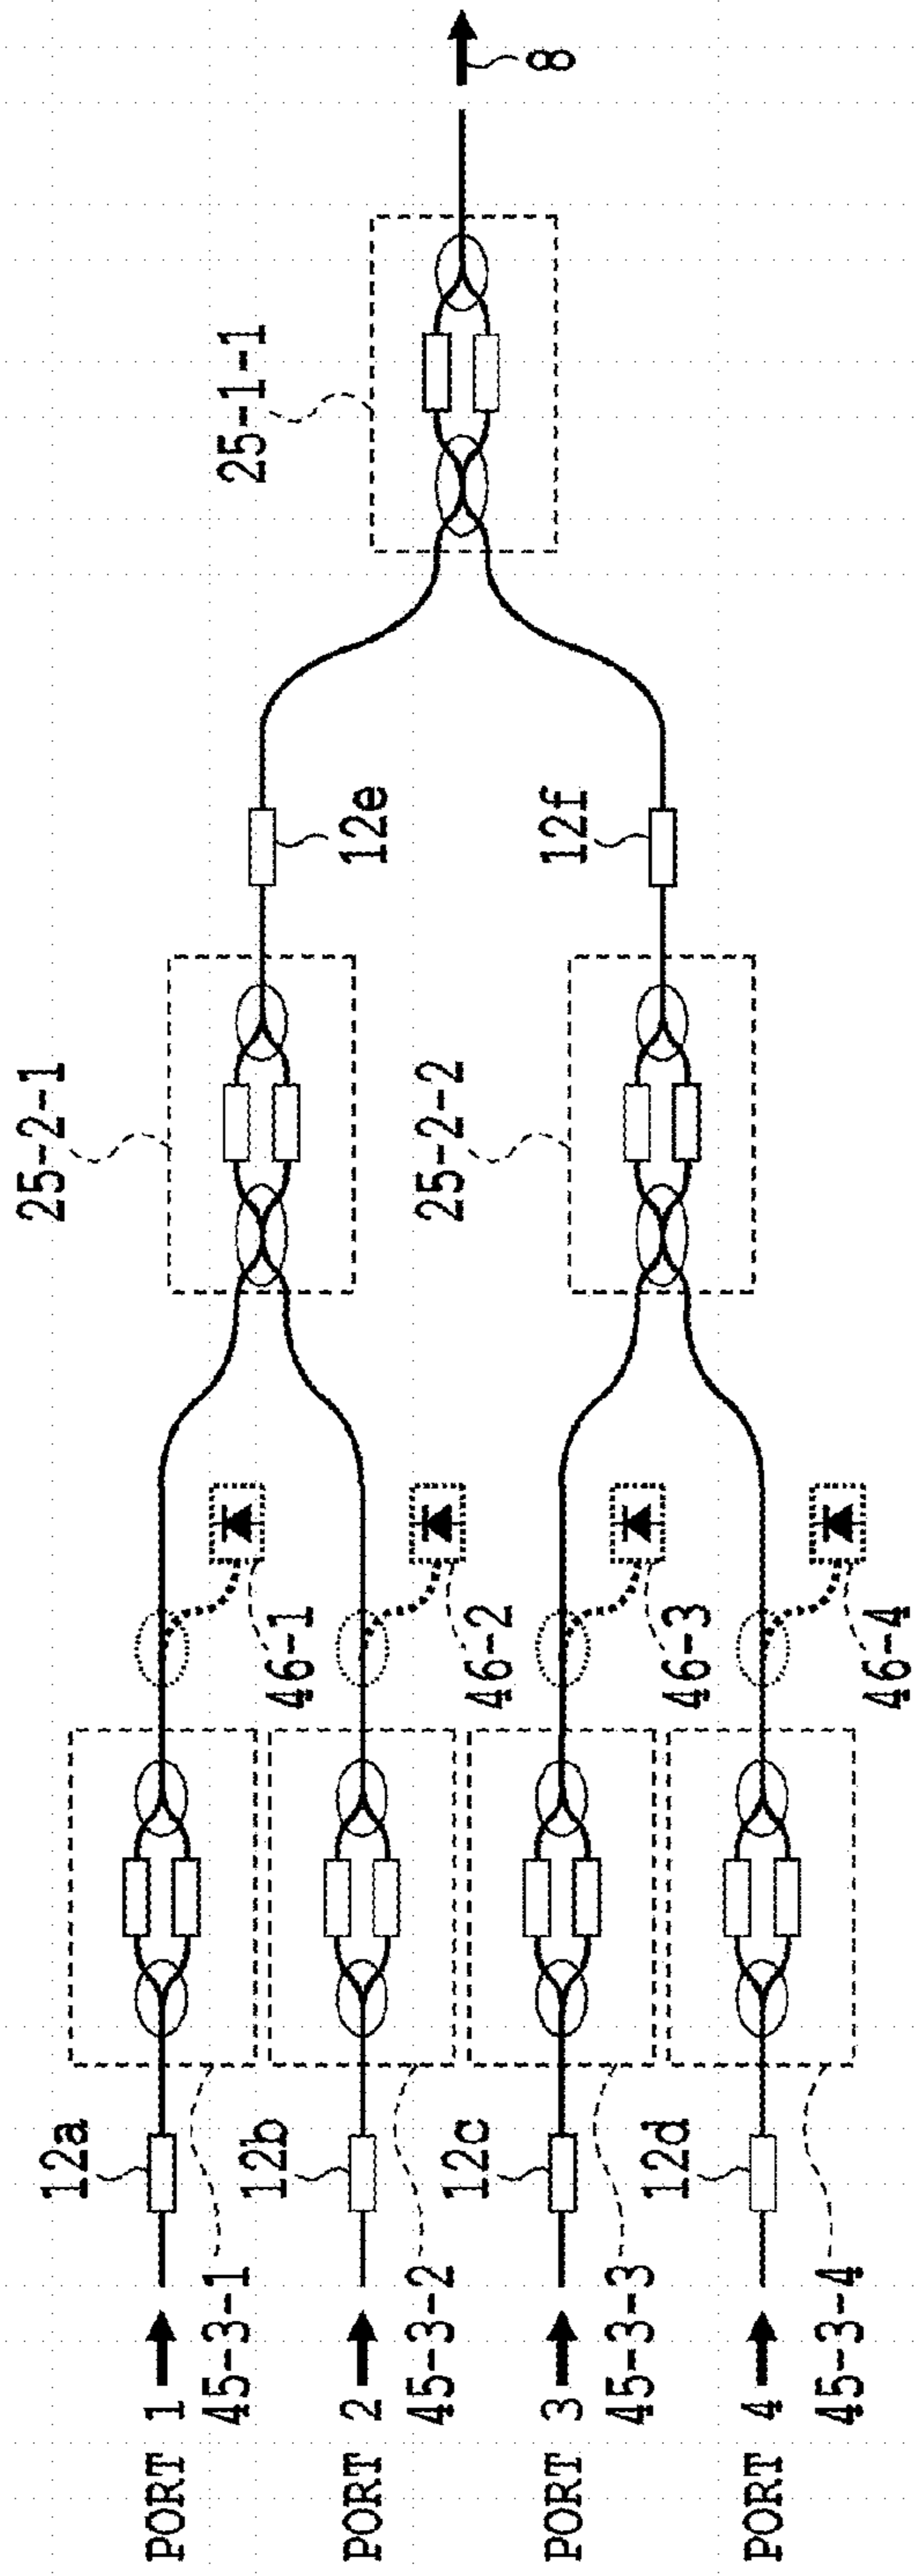 PORT 1
45-3-1
12a
46-1
25-2-1
12e
25-1-1
8
PORT 2
45-3-2
12b
46-2
PORT 3
45-3-3
12c
46-3
25-2-2
12f
PORT 4
45-3-4
12d
46-4